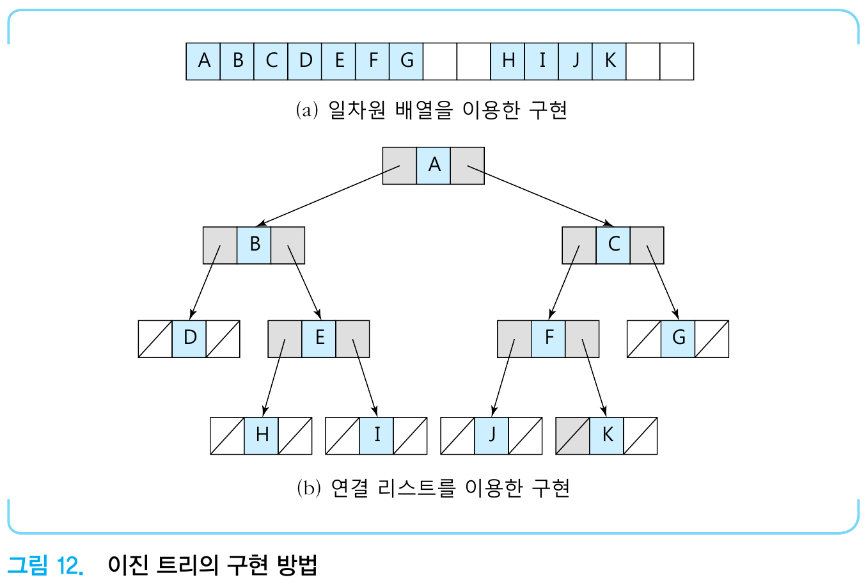 A B C D E F G H I J K
(a) 일차원 배열을 이용한 구현
A
B C
D E F G
H I J K
(b) 연결 리스트를 이용한 구현
그림 12. 이진 트리의 구현 방법